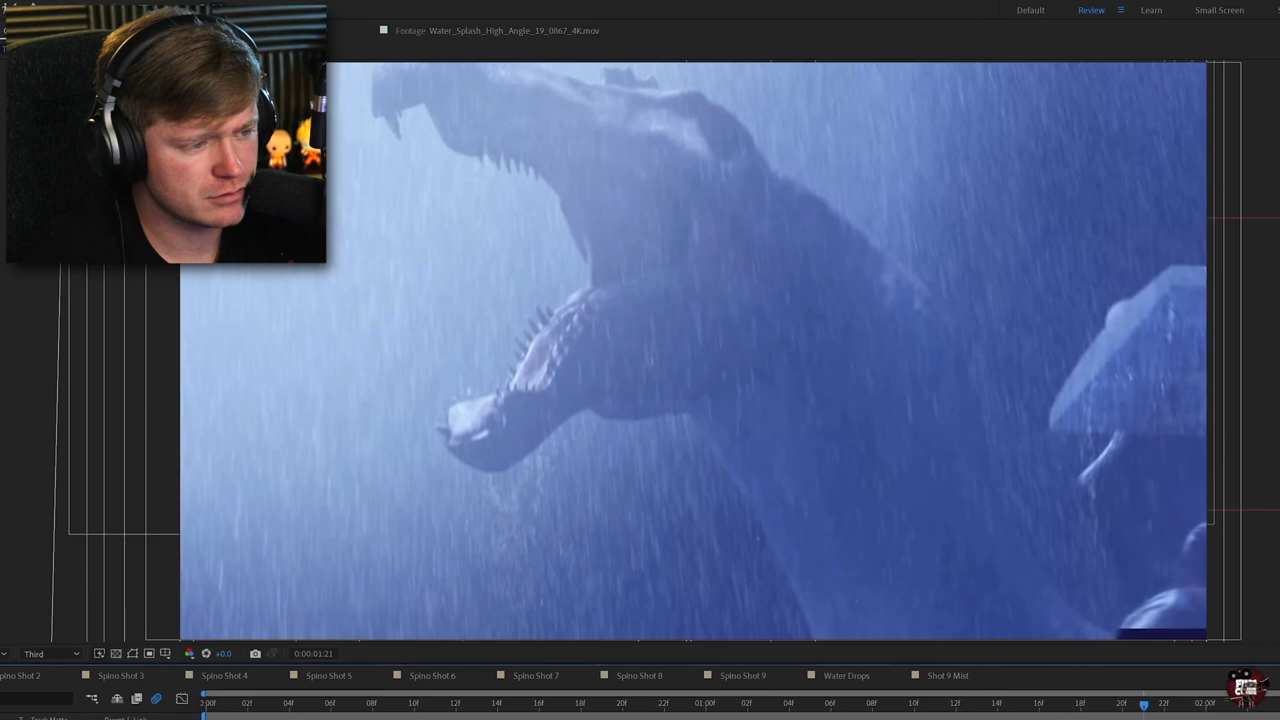 Default Review Learn Small Screen
Footage Water_Splash_High_Angle_19_0867_4K.mov
Third +0.0 0:00:01:21
pino Shot 2 Spino Shot 3 Spino Shot 4 Spino Shot 5 Spino Shot 6 Spino Shot 7 Spino Shot 8 Spino Shot 9 Water Drops Shot 9 Mist
0:00f 02f 04f 06f 08f 10f 12f 14f 16f 18f 20f 22f 01:00f 02f 04f 06f 08f 10f 12f 14f 16f 18f 20f 22f 02:00f